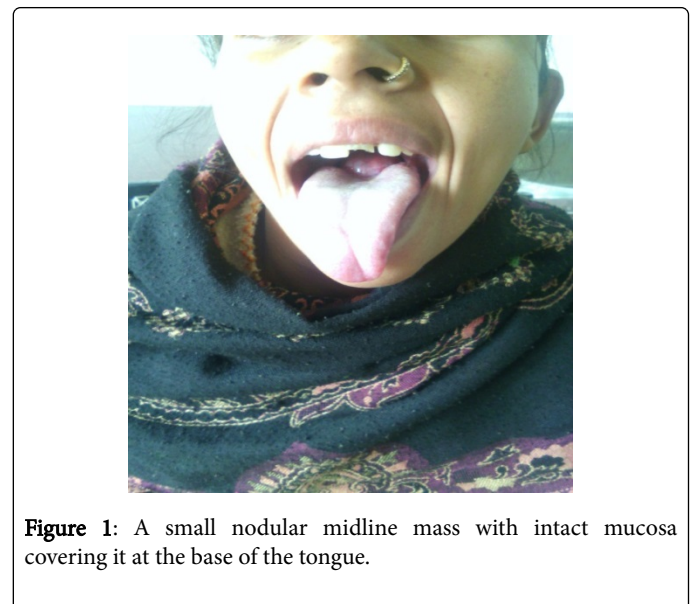 Figure 1: A small nodular midline mass with intact mucosa
covering it at the base of the tongue.